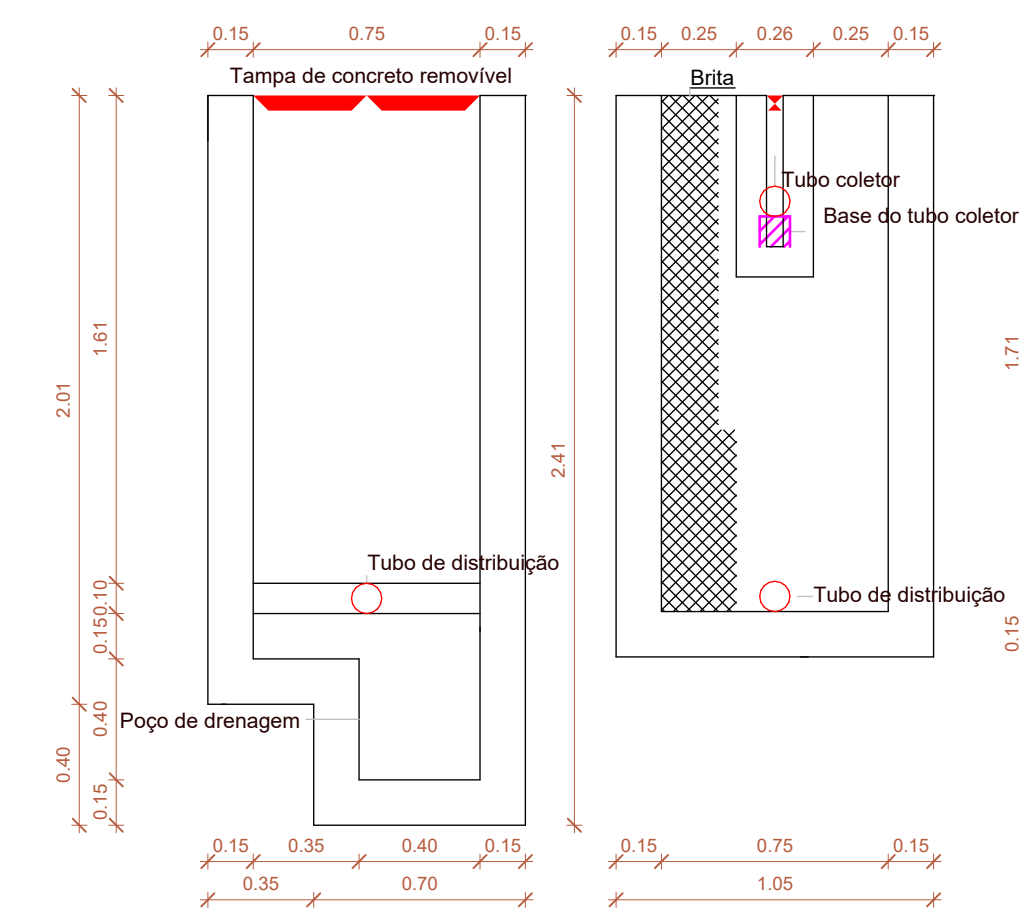 0.15 0.75 0.15
0.15 0.25 0.26 0.25 0.15
Tampa de concreto removível
Brita
Tubo coletor
Base do tubo coletor
1.61
2.01
1.71
2.41
Tubo de distribuição
0.10
Tubo de distribuição
0.15
0.15
Poço de drenagem
0.40
0.40
0.15
0.15 0.35 0.40 0.15
0.15 0.75 0.15
0.35 0.70
1.05